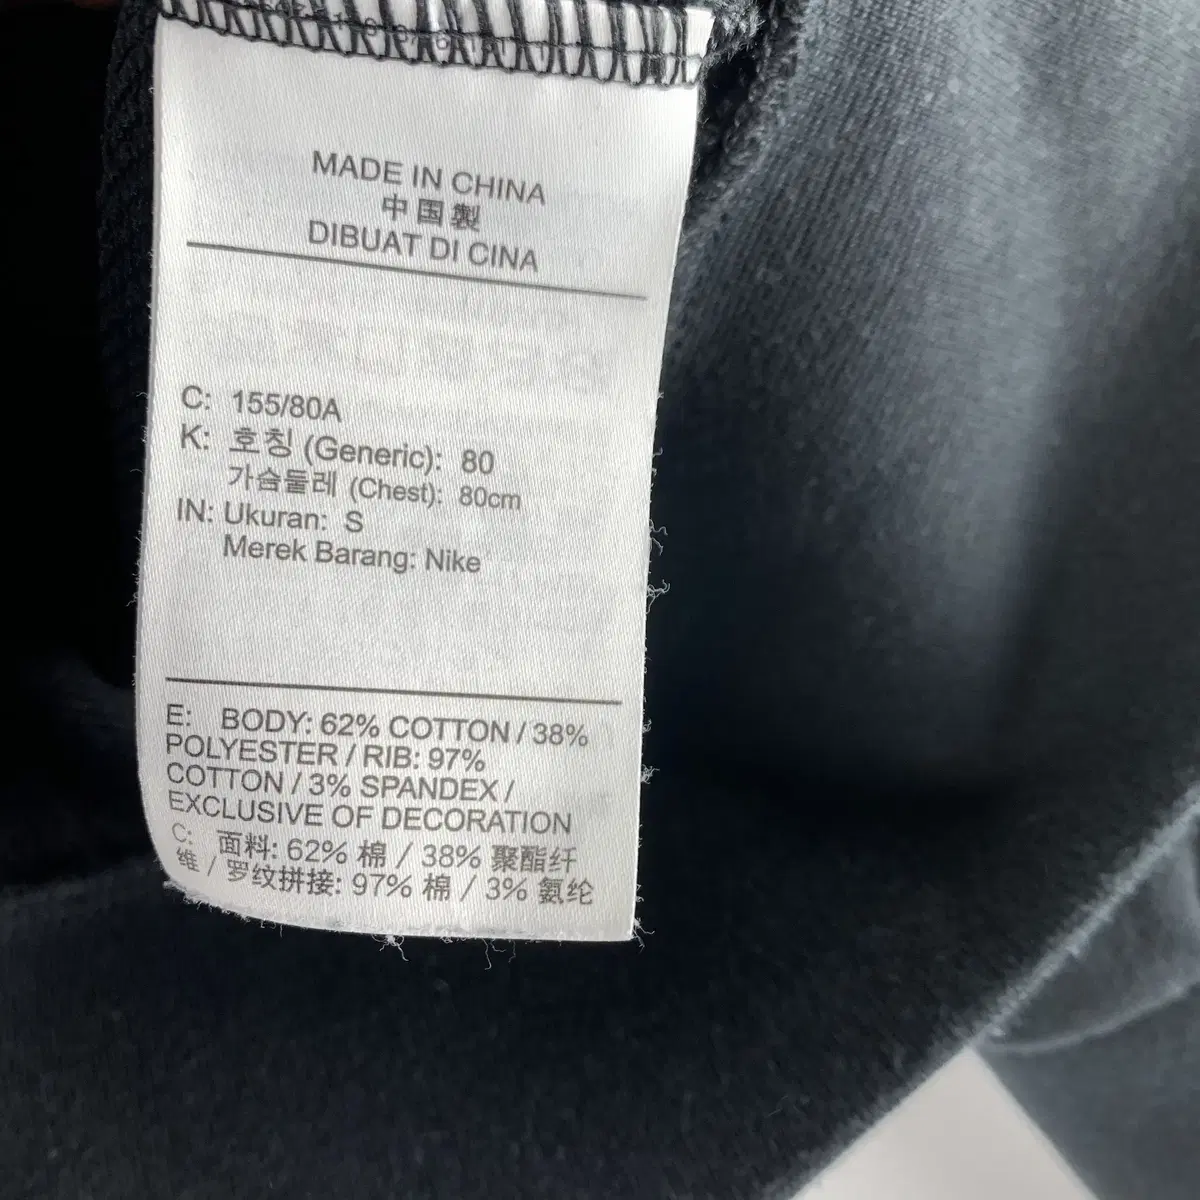 MADE IN CHINA
中国製
DIBUAT DI CINA
C: 155/80A
K: 호칭 (Generic): 80
가슴둘레 (Chest): 80cm
IN: Ukuran: S
Merek Barang: Nike
E: BODY: 62% COTTON / 38%
POLYESTER / RIB: 97%
COTTON / 3% SPANDEX /
EXCLUSIVE OF DECORATION
C: 面料: 62% 棉 / 38% 聚酯纤
维 / 罗纹拼接: 97% 棉 / 3% 氨纶